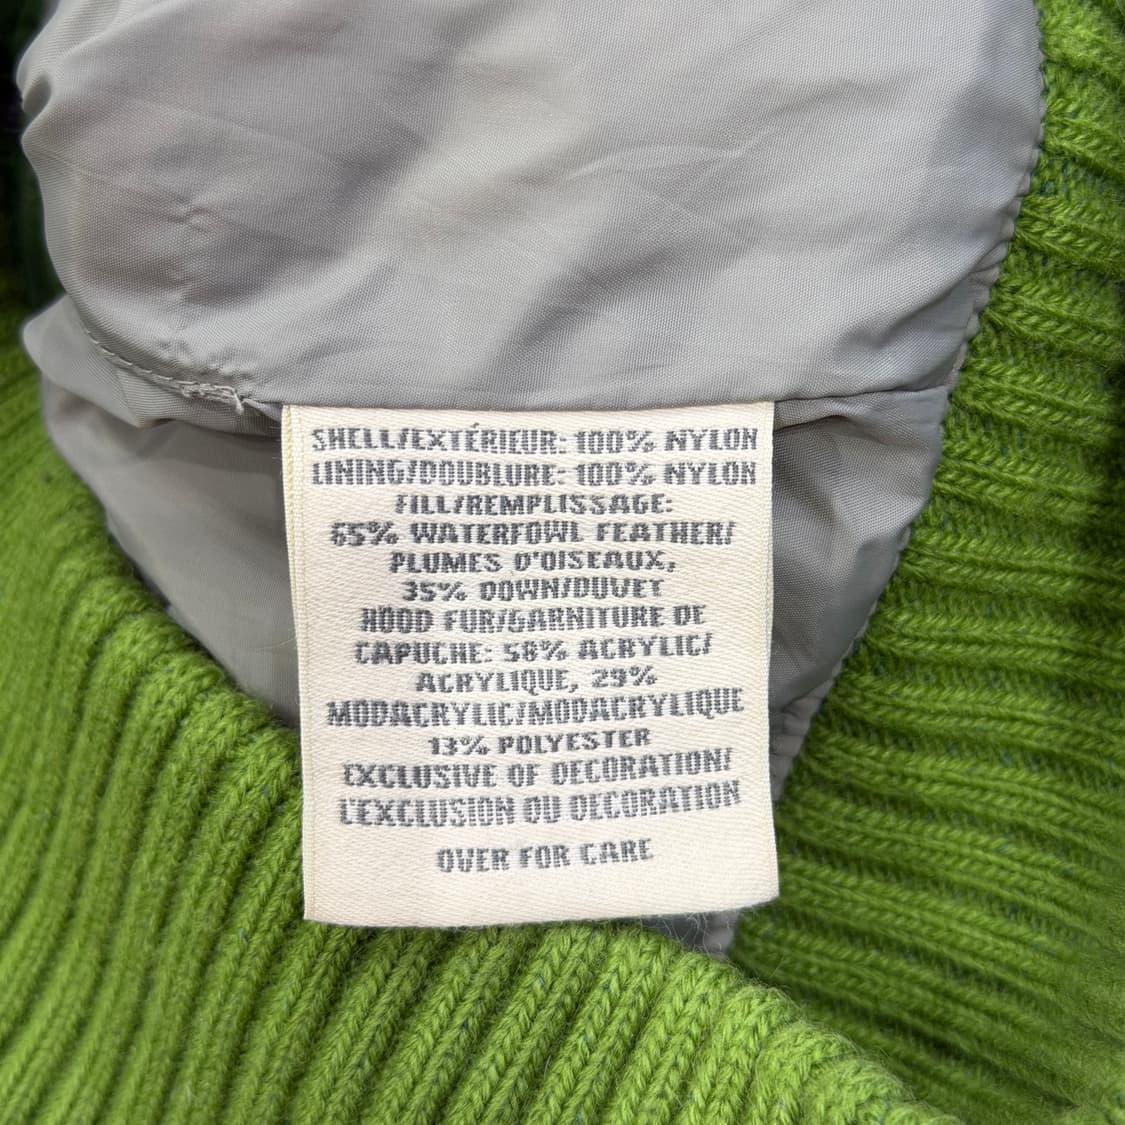 SHELL/EXTÉRIEUR: 100% NYLON
LINING/DOUBLURE: 100% NYLON
FILL/REMPLISSAGE:
65% WATERFOWL FEATHER/
PLUMES D'OISEAUX,
35% DOWN/DUVET
HOOD FUR/GARNITURE DE
CAPUCHE: 58% ACRYLIC/
ACRYLIQUE, 29%
MODACRYLIC/MODACRYLIQUE
13% POLYESTER
EXCLUSIVE OF DECORATION/
L'EXCLUSION OU DECORATION
OVER FOR CARE